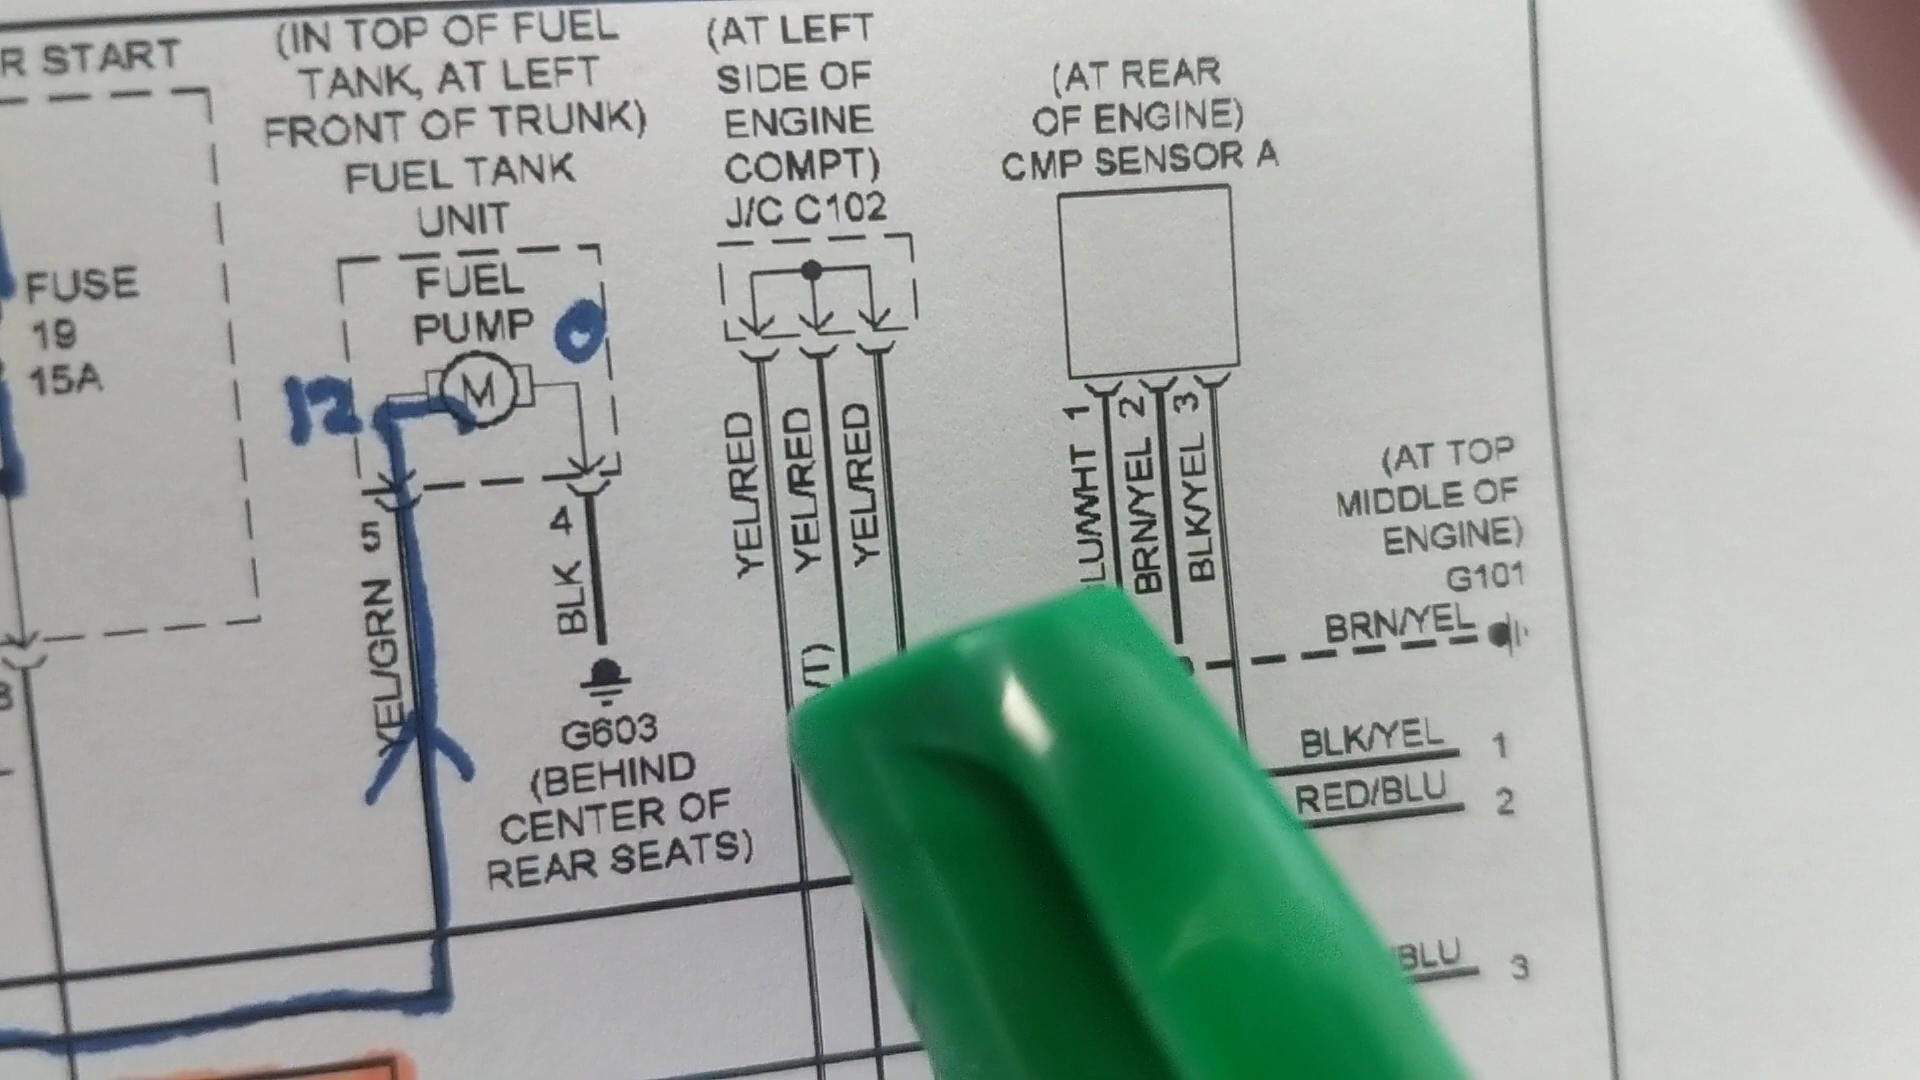 R START
FUSE
19
15A
(IN TOP OF FUEL
TANK, AT LEFT
FRONT OF TRUNK)
FUEL TANK
UNIT
FUEL
PUMP
0
12
M
5
4
YEL/GRN
BLK
G603
(BEHIND
CENTER OF
REAR SEATS)
(AT LEFT
SIDE OF
ENGINE
COMPT)
J/C C102
YEL/RED
YEL/RED
YEL/RED
(AT REAR
OF ENGINE)
CMP SENSOR A
1
2
3
LU/WHT
BRN/YEL
BLK/YEL
(AT TOP
MIDDLE OF
ENGINE)
G101
BRN/YEL
BLK/YEL 1
RED/BLU 2
BLU 3